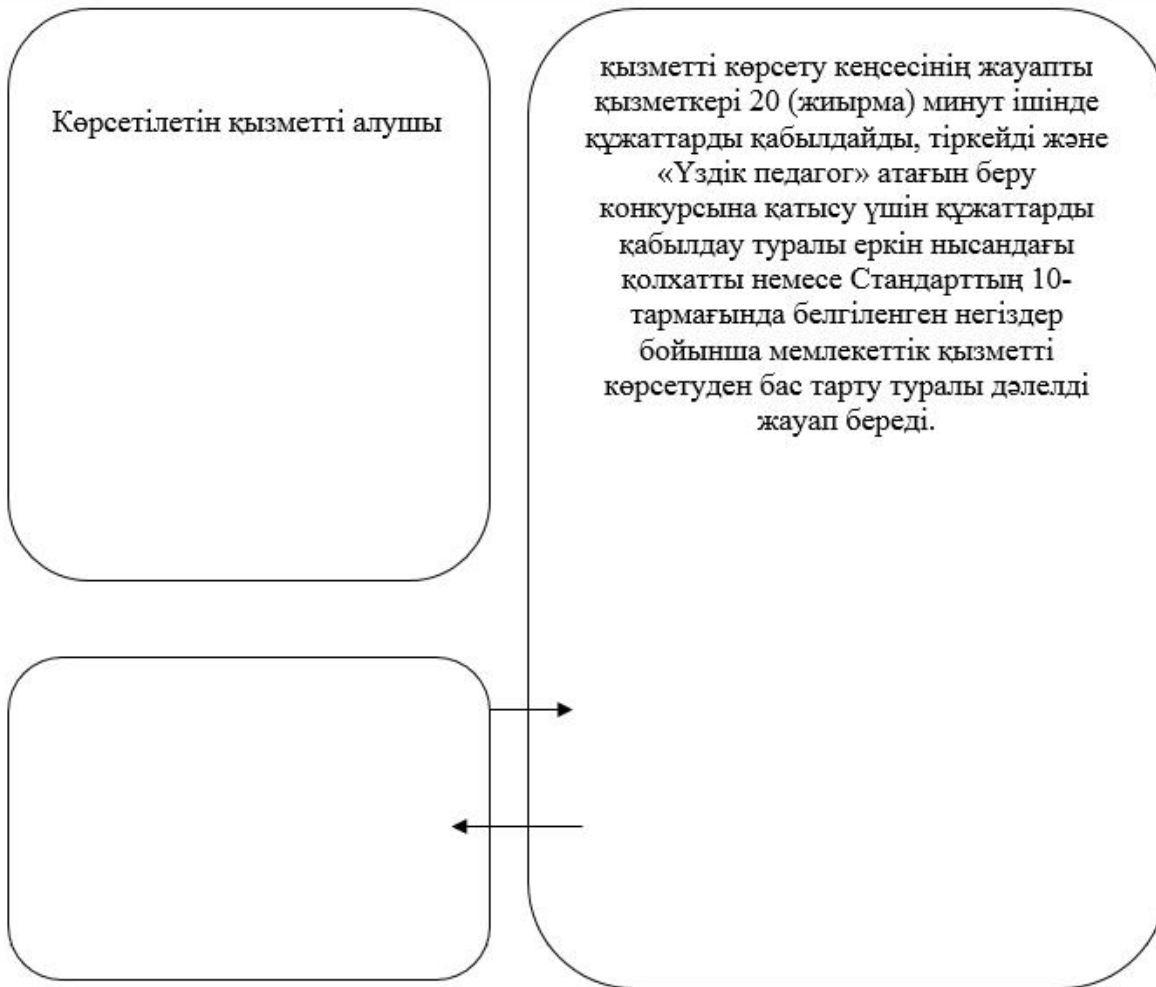 Көрсетілетін қызметті алушы
қызметті көрсету кеңсесінің жауапты
қызметкері 20 (жиырма) минут ішінде
құжаттарды қабылдайды, тіркейді және
«Үздік педагог» атағын беру
конкурсына қатысу үшін құжаттарды
қабылдау туралы еркін нысандағы
қолхатты немесе Стандарттың 10-
тармағында белгіленген негіздер
бойынша мемлекеттік қызметті
көрсетуден бас тарту туралы дәлелді
жауап береді.